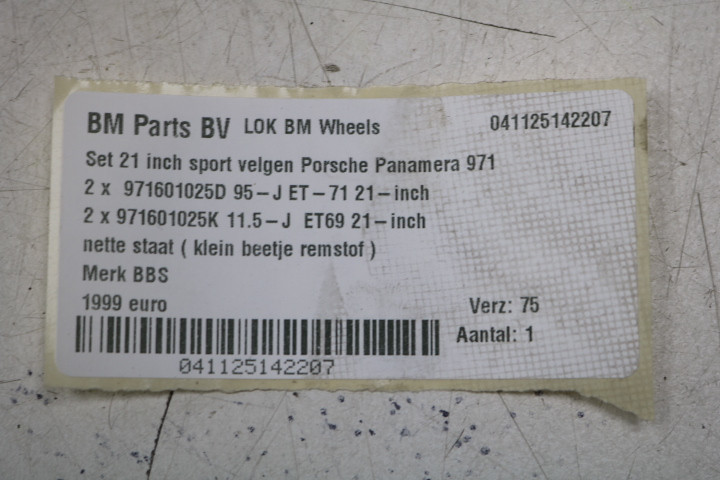 BM Parts BV LOK BM Wheels 041125142207
Set 21 inch sport velgen Porsche Panamera 971
2 x 971601025D 95-J ET-71 21-inch
2 x 971601025K 11.5-J ET69 21-inch
nette staat ( klein beetje remstof )
Merk BBS
1999 euro Verz: 75
Aantal: 1
041125142207